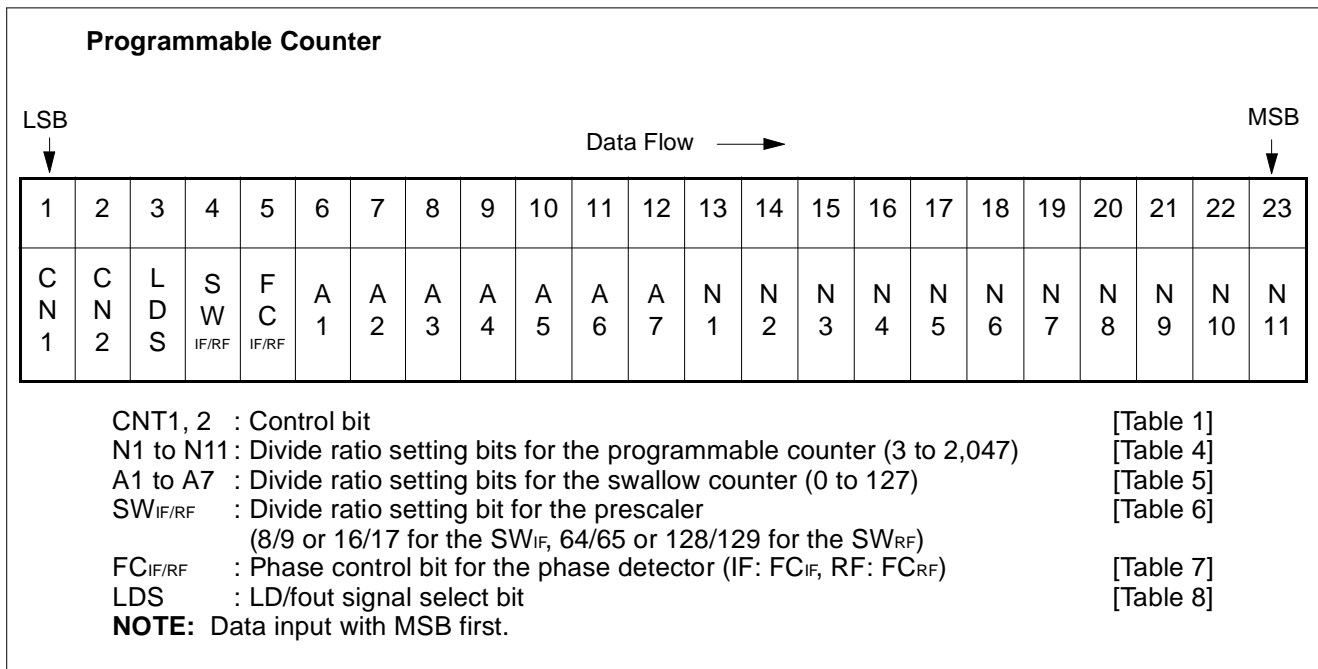 Programmable Counter
LSB
MSB
Data Flow
1 2 3 4 5 6 7 8 9 10 11 12 13 14 15 16 17 18 19 20 21 22 23
CN1 CN2 LDS SWIF/RF FCIF/RF A1 A2 A3 A4 A5 A6 A7 N1 N2 N3 N4 N5 N6 N7 N8 N9 N10 N11
CNT1, 2 : Control bit [Table 1]
N1 to N11 : Divide ratio setting bits for the programmable counter (3 to 2,047) [Table 4]
A1 to A7 : Divide ratio setting bits for the swallow counter (0 to 127) [Table 5]
SWIF/RF : Divide ratio setting bit for the prescaler [Table 6]
(8/9 or 16/17 for the SWIF, 64/65 or 128/129 for the SWRF)
FCIF/RF : Phase control bit for the phase detector (IF: FCIF, RF: FCRF) [Table 7]
LDS : LD/fout signal select bit [Table 8]
NOTE: Data input with MSB first.